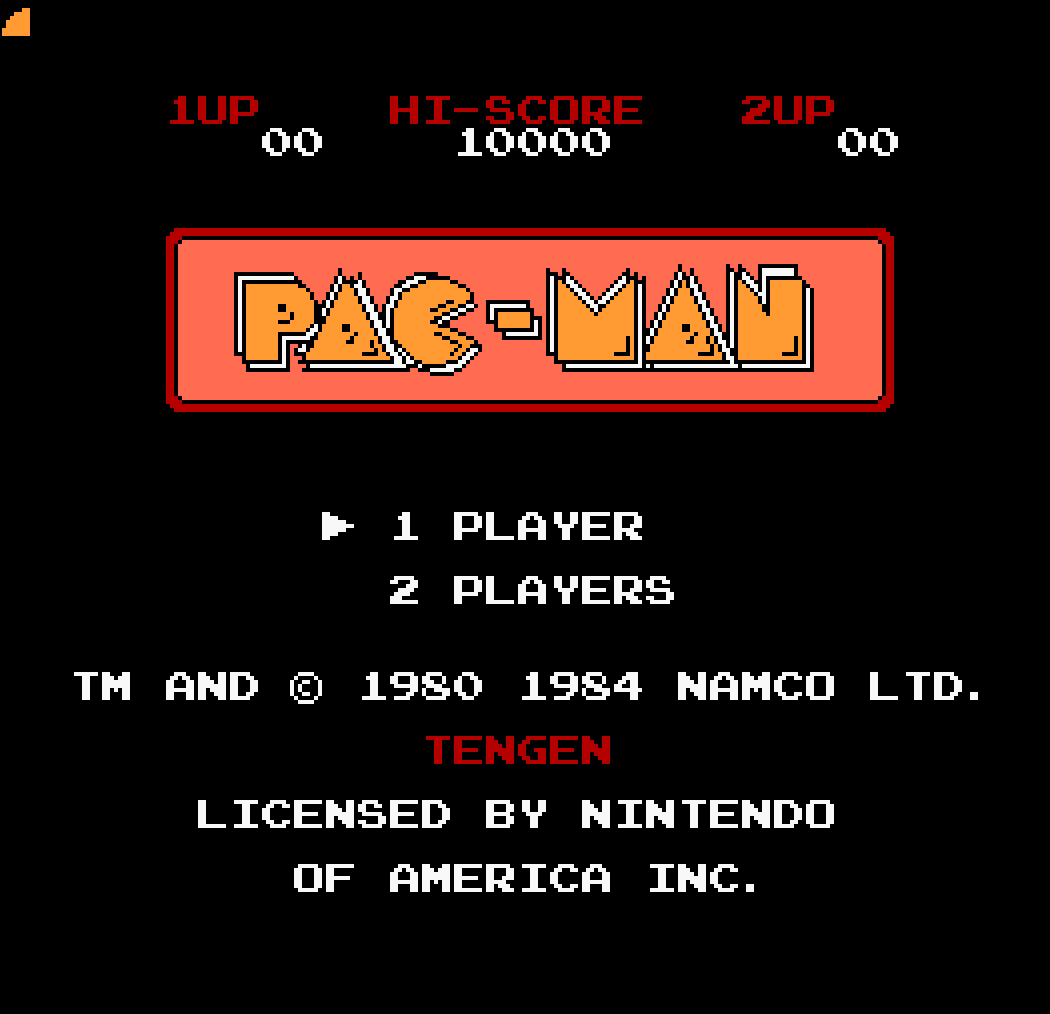 1UP HI-SCORE 2UP
00 10000 00
PAC-MAN
1 PLAYER
2 PLAYERS
TM AND © 1980 1984 NAMCO LTD.
TENGEN
LICENSED BY NINTENDO
OF AMERICA INC.